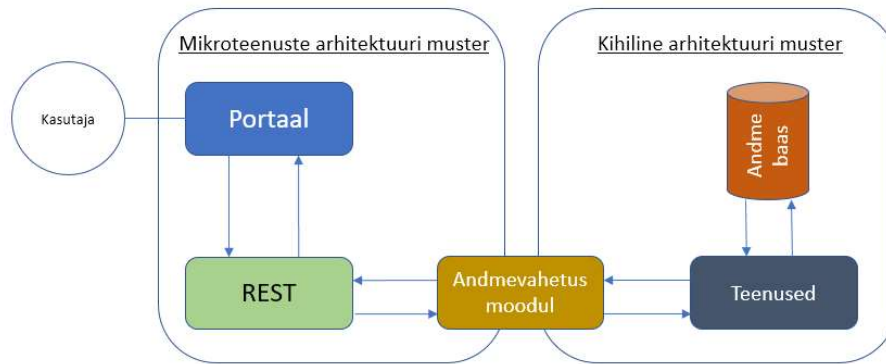 Mikroteenuste arhitektuuri muster
Kihiline arhitektuuri muster
Kasutaja
Portaal
Andme
baas
REST
Andmevahetus
moodul
Teenused